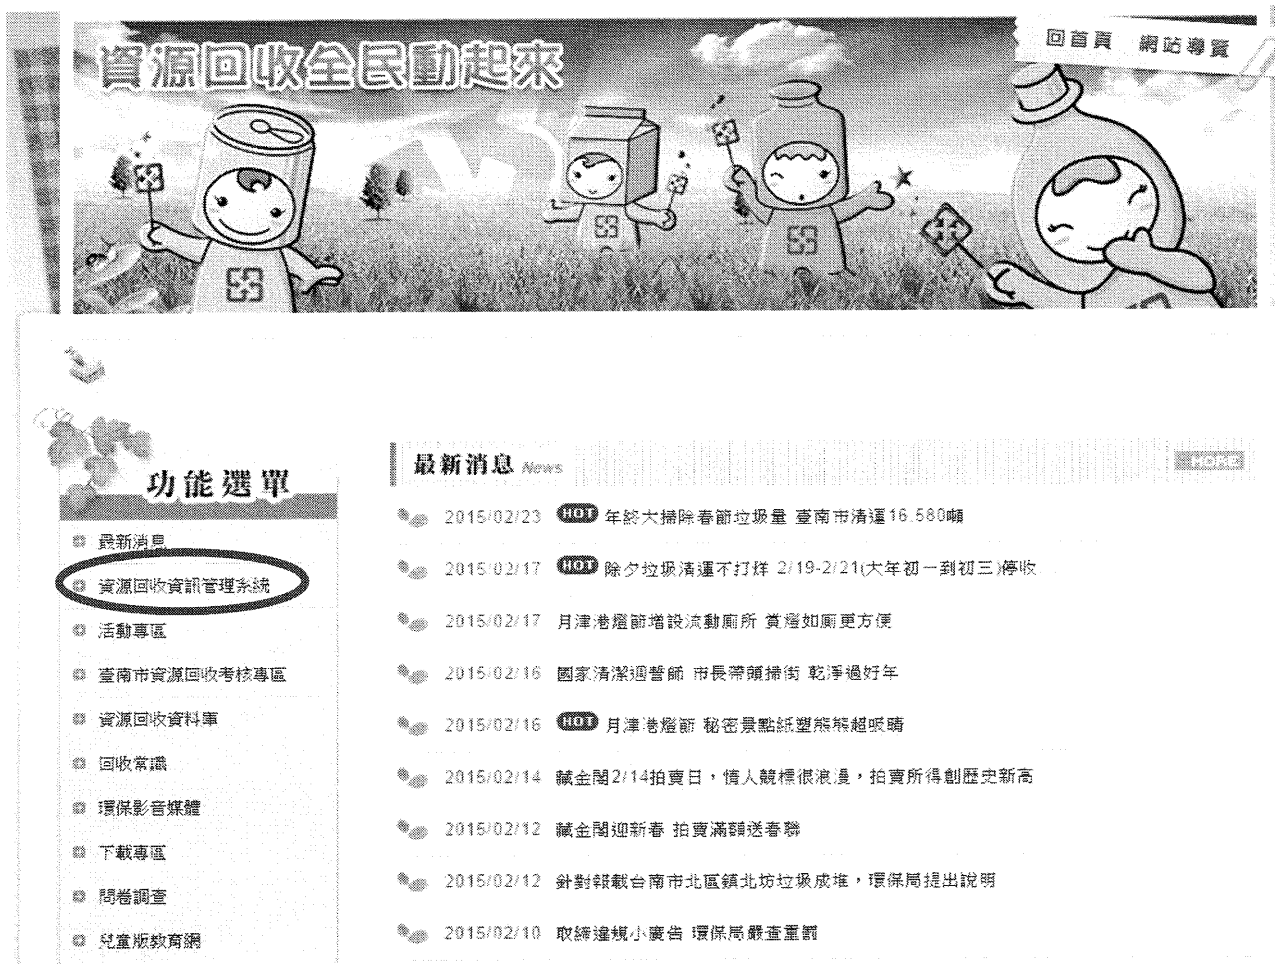 資源回收全民動起來
回首頁 網站導覽
功能選單
最新消息
資源回收資訊管理系統
活動專區
臺南市資源回收考核專區
資源回收資料庫
回收常識
環保影音媒體
下載專區
問卷調查
兒童版教育網
最新消息 News
HOME
2015/02/23 HOT 年終大掃除春節垃圾量 臺南市清運16.580噸
2015/02/17 HOT 除夕垃圾清運不打烊 2/19-2/21(大年初一到初三)停收
2015/02/17 月津港燈節增設流動廁所 賞燈如廁更方便
2015/02/16 國家清潔週誓師 市長帶頭掃街 乾淨過好年
2015/02/16 HOT 月津港燈節 秘密景點紙塑熊熊超吸睛
2015/02/14 藏金閣2/14拍賣日，情人競標很浪漫，拍賣所得創歷史新高
2015/02/12 藏金閣迎新春 拍賣滿額送春聯
2015/02/12 針對報載台南市北區鎮北坊垃圾成堆，環保局提出說明
2015/02/10 取締違規小廣告 環保局嚴查重罰